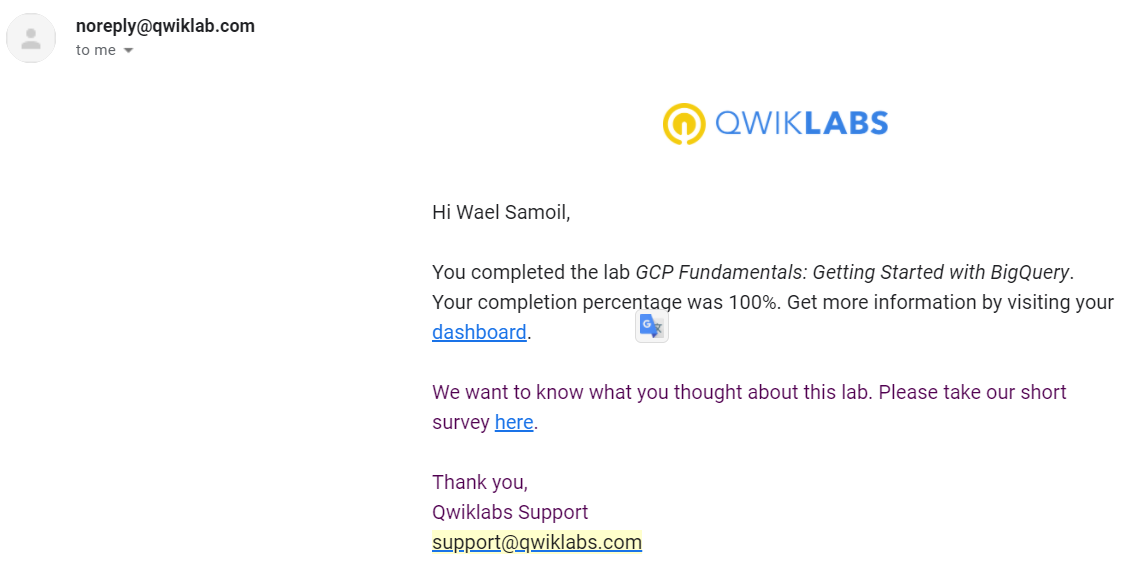 noreply@qwiklab.com
to me
QWIKLABS
Hi Wael Samoil,
You completed the lab GCP Fundamentals: Getting Started with BigQuery.
Your completion percentage was 100%. Get more information by visiting your
dashboard.
We want to know what you thought about this lab. Please take our short
survey here.
Thank you,
Qwiklabs Support
support@qwiklabs.com